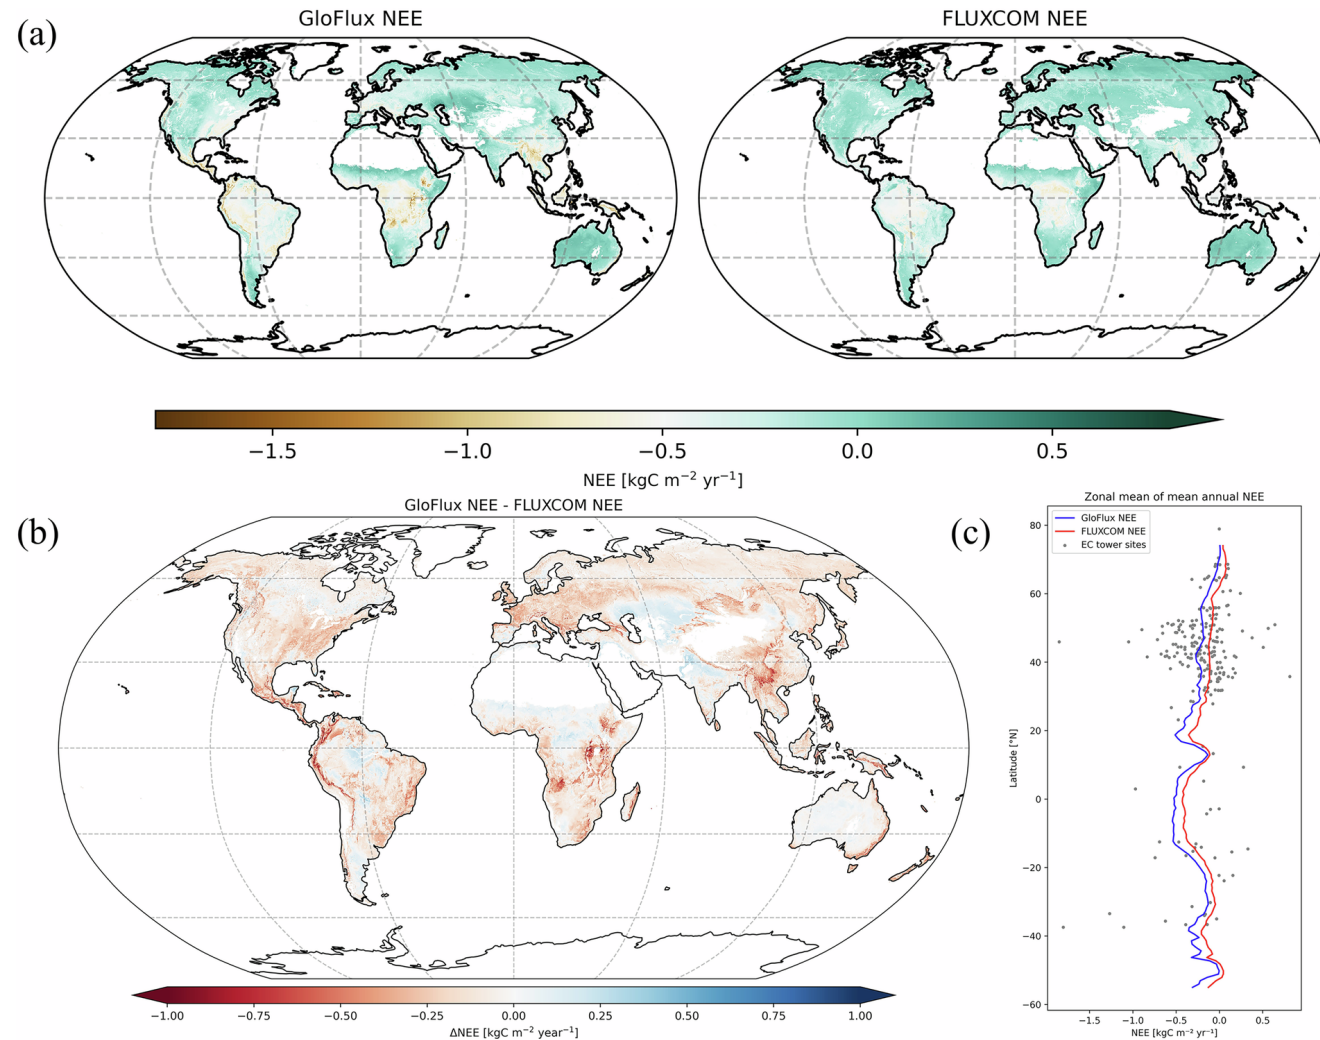 (a)
GloFlux NEE
FLUXCOM NEE
−1.5
−1.0
−0.5
0.0
0.5
NEE [kgC m⁻² yr⁻¹]
(b)
GloFlux NEE - FLUXCOM NEE
−1.00
−0.75
−0.50
−0.25
0.00
0.25
0.50
0.75
1.00
ΔNEE [kgC m⁻² year⁻¹]
(c)
Zonal mean of mean annual NEE
GloFlux NEE
FLUXCOM NEE
EC tower sites
Latitude [°N]
80
60
40
20
0
−20
−40
−60
−1.5
−1.0
−0.5
0.0
0.5
NEE [kgC m⁻² yr⁻¹]